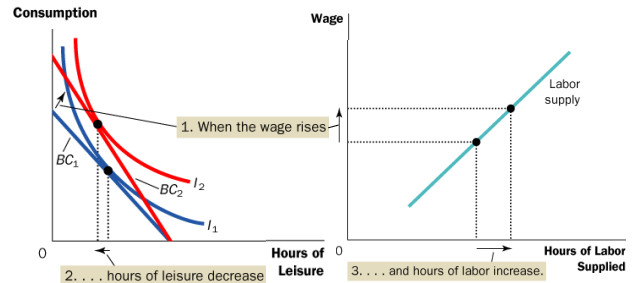 Consumption
BC1
BC2
I2
I1
0
Hours of
Leisure
1. When the wage rises
2. . . . hours of leisure decrease
Wage
Labor
supply
0
Hours of Labor
Supplied
3. . . . and hours of labor increase.